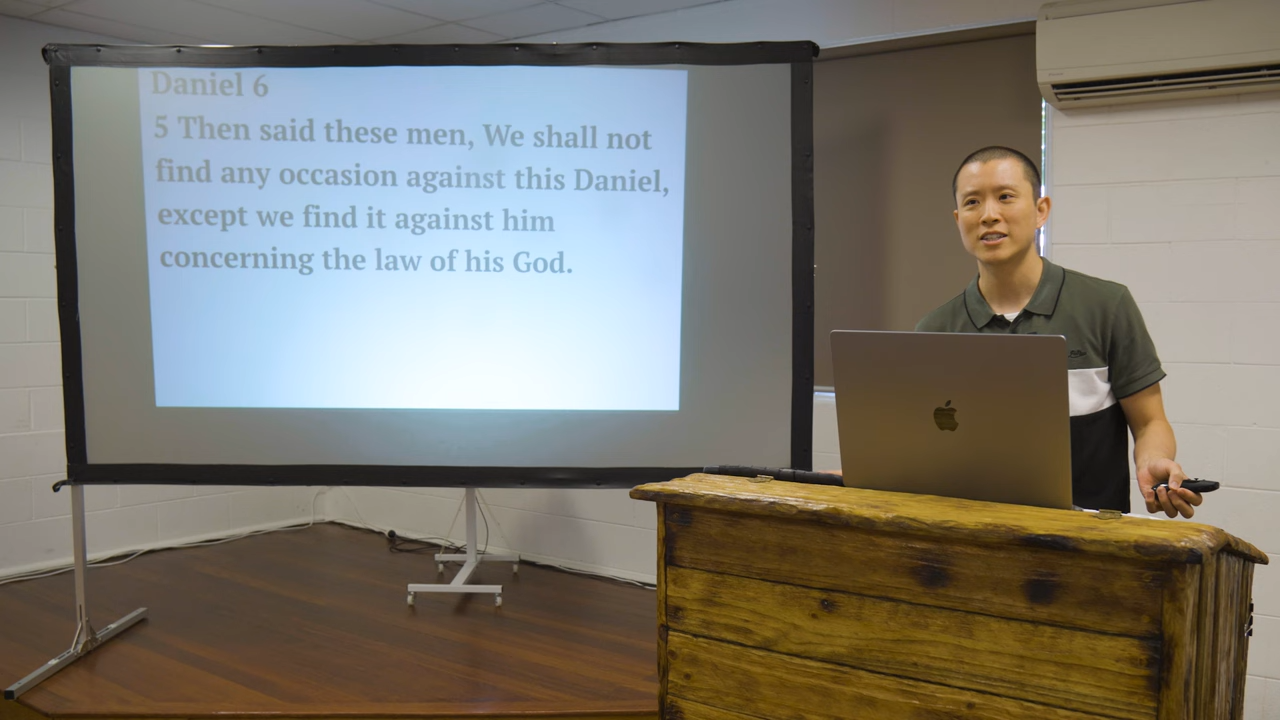 Daniel 6
5 Then said these men, We shall not
find any occasion against this Daniel,
except we find it against him
concerning the law of his God.